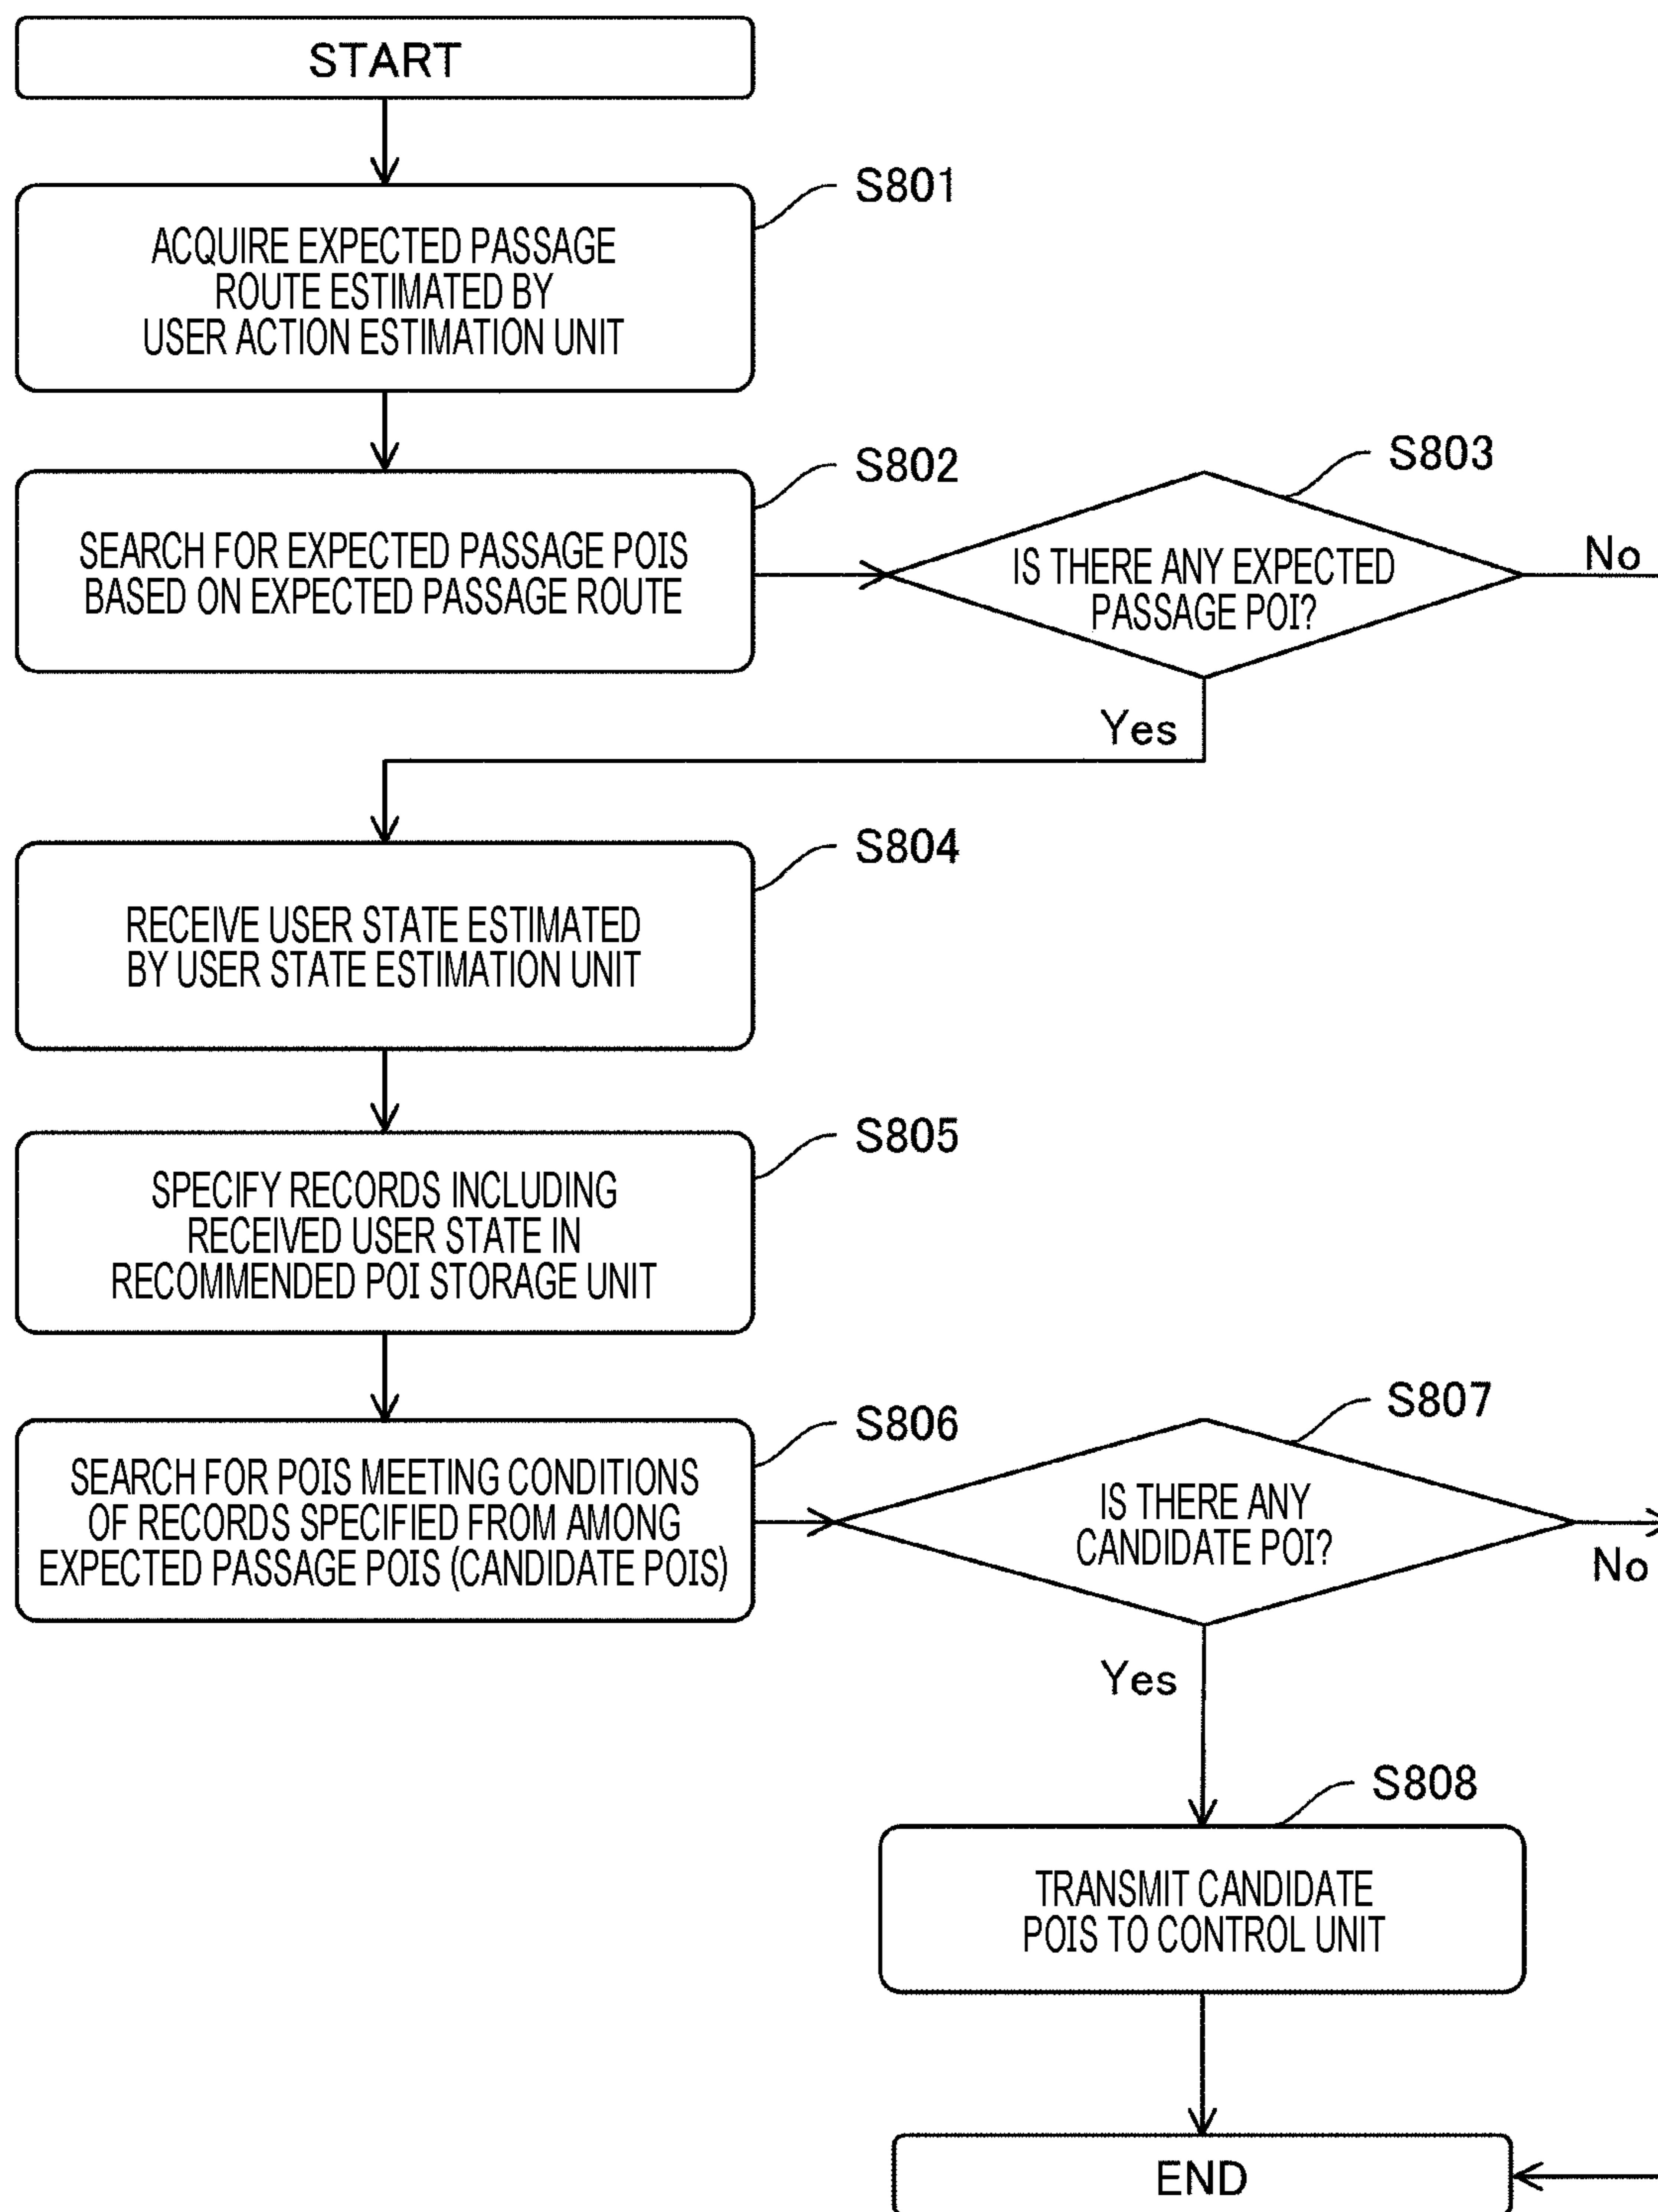 START
S801
ACQUIRE EXPECTED PASSAGE
ROUTE ESTIMATED BY
USER ACTION ESTIMATION UNIT
S802
SEARCH FOR EXPECTED PASSAGE POIS
BASED ON EXPECTED PASSAGE ROUTE
S803
IS THERE ANY EXPECTED
PASSAGE POI?
No
Yes
S804
RECEIVE USER STATE ESTIMATED
BY USER STATE ESTIMATION UNIT
S805
SPECIFY RECORDS INCLUDING
RECEIVED USER STATE IN
RECOMMENDED POI STORAGE UNIT
S806
SEARCH FOR POIS MEETING CONDITIONS
OF RECORDS SPECIFIED FROM AMONG
EXPECTED PASSAGE POIS (CANDIDATE POIS)
S807
IS THERE ANY
CANDIDATE POI?
No
Yes
S808
TRANSMIT CANDIDATE
POIS TO CONTROL UNIT
END